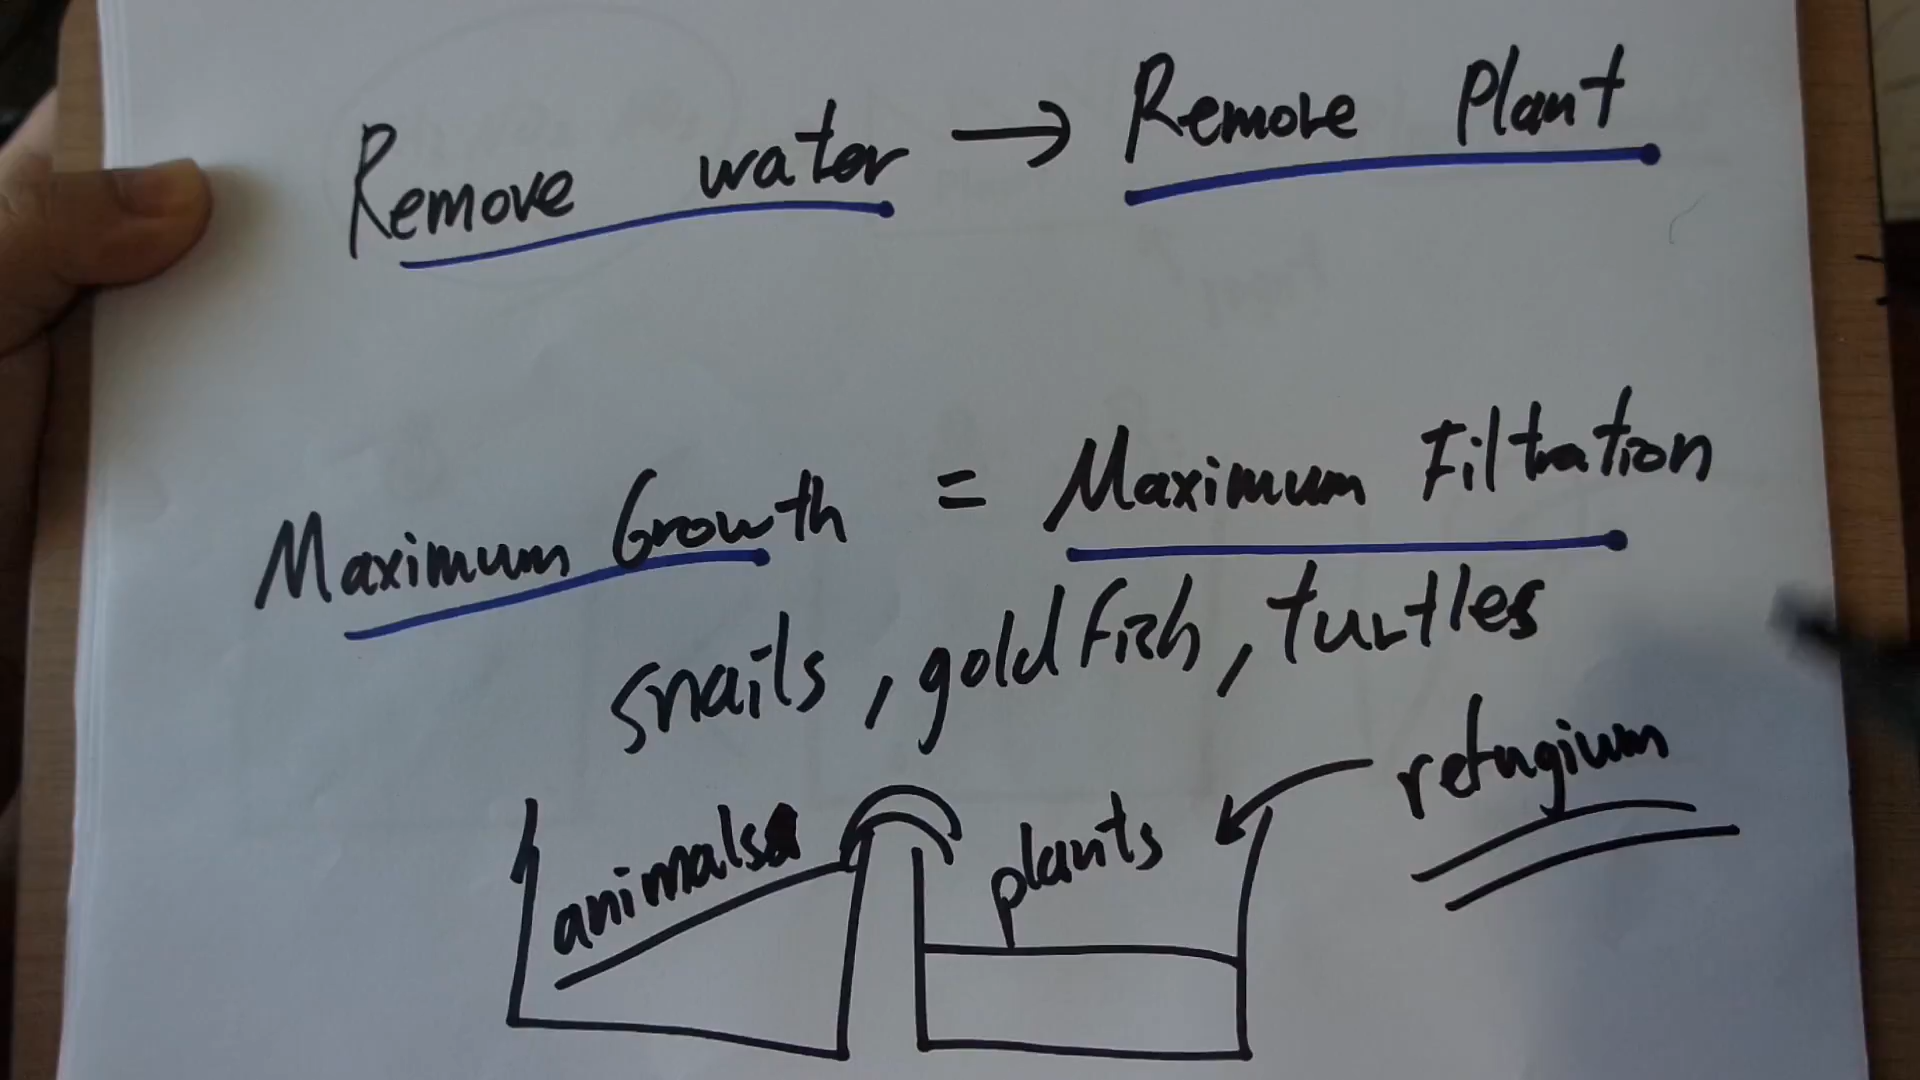 Remove water → Remove Plant
Maximum Growth = Maximum Filtration
snails, goldfish, turtles
refugium
animals
plants